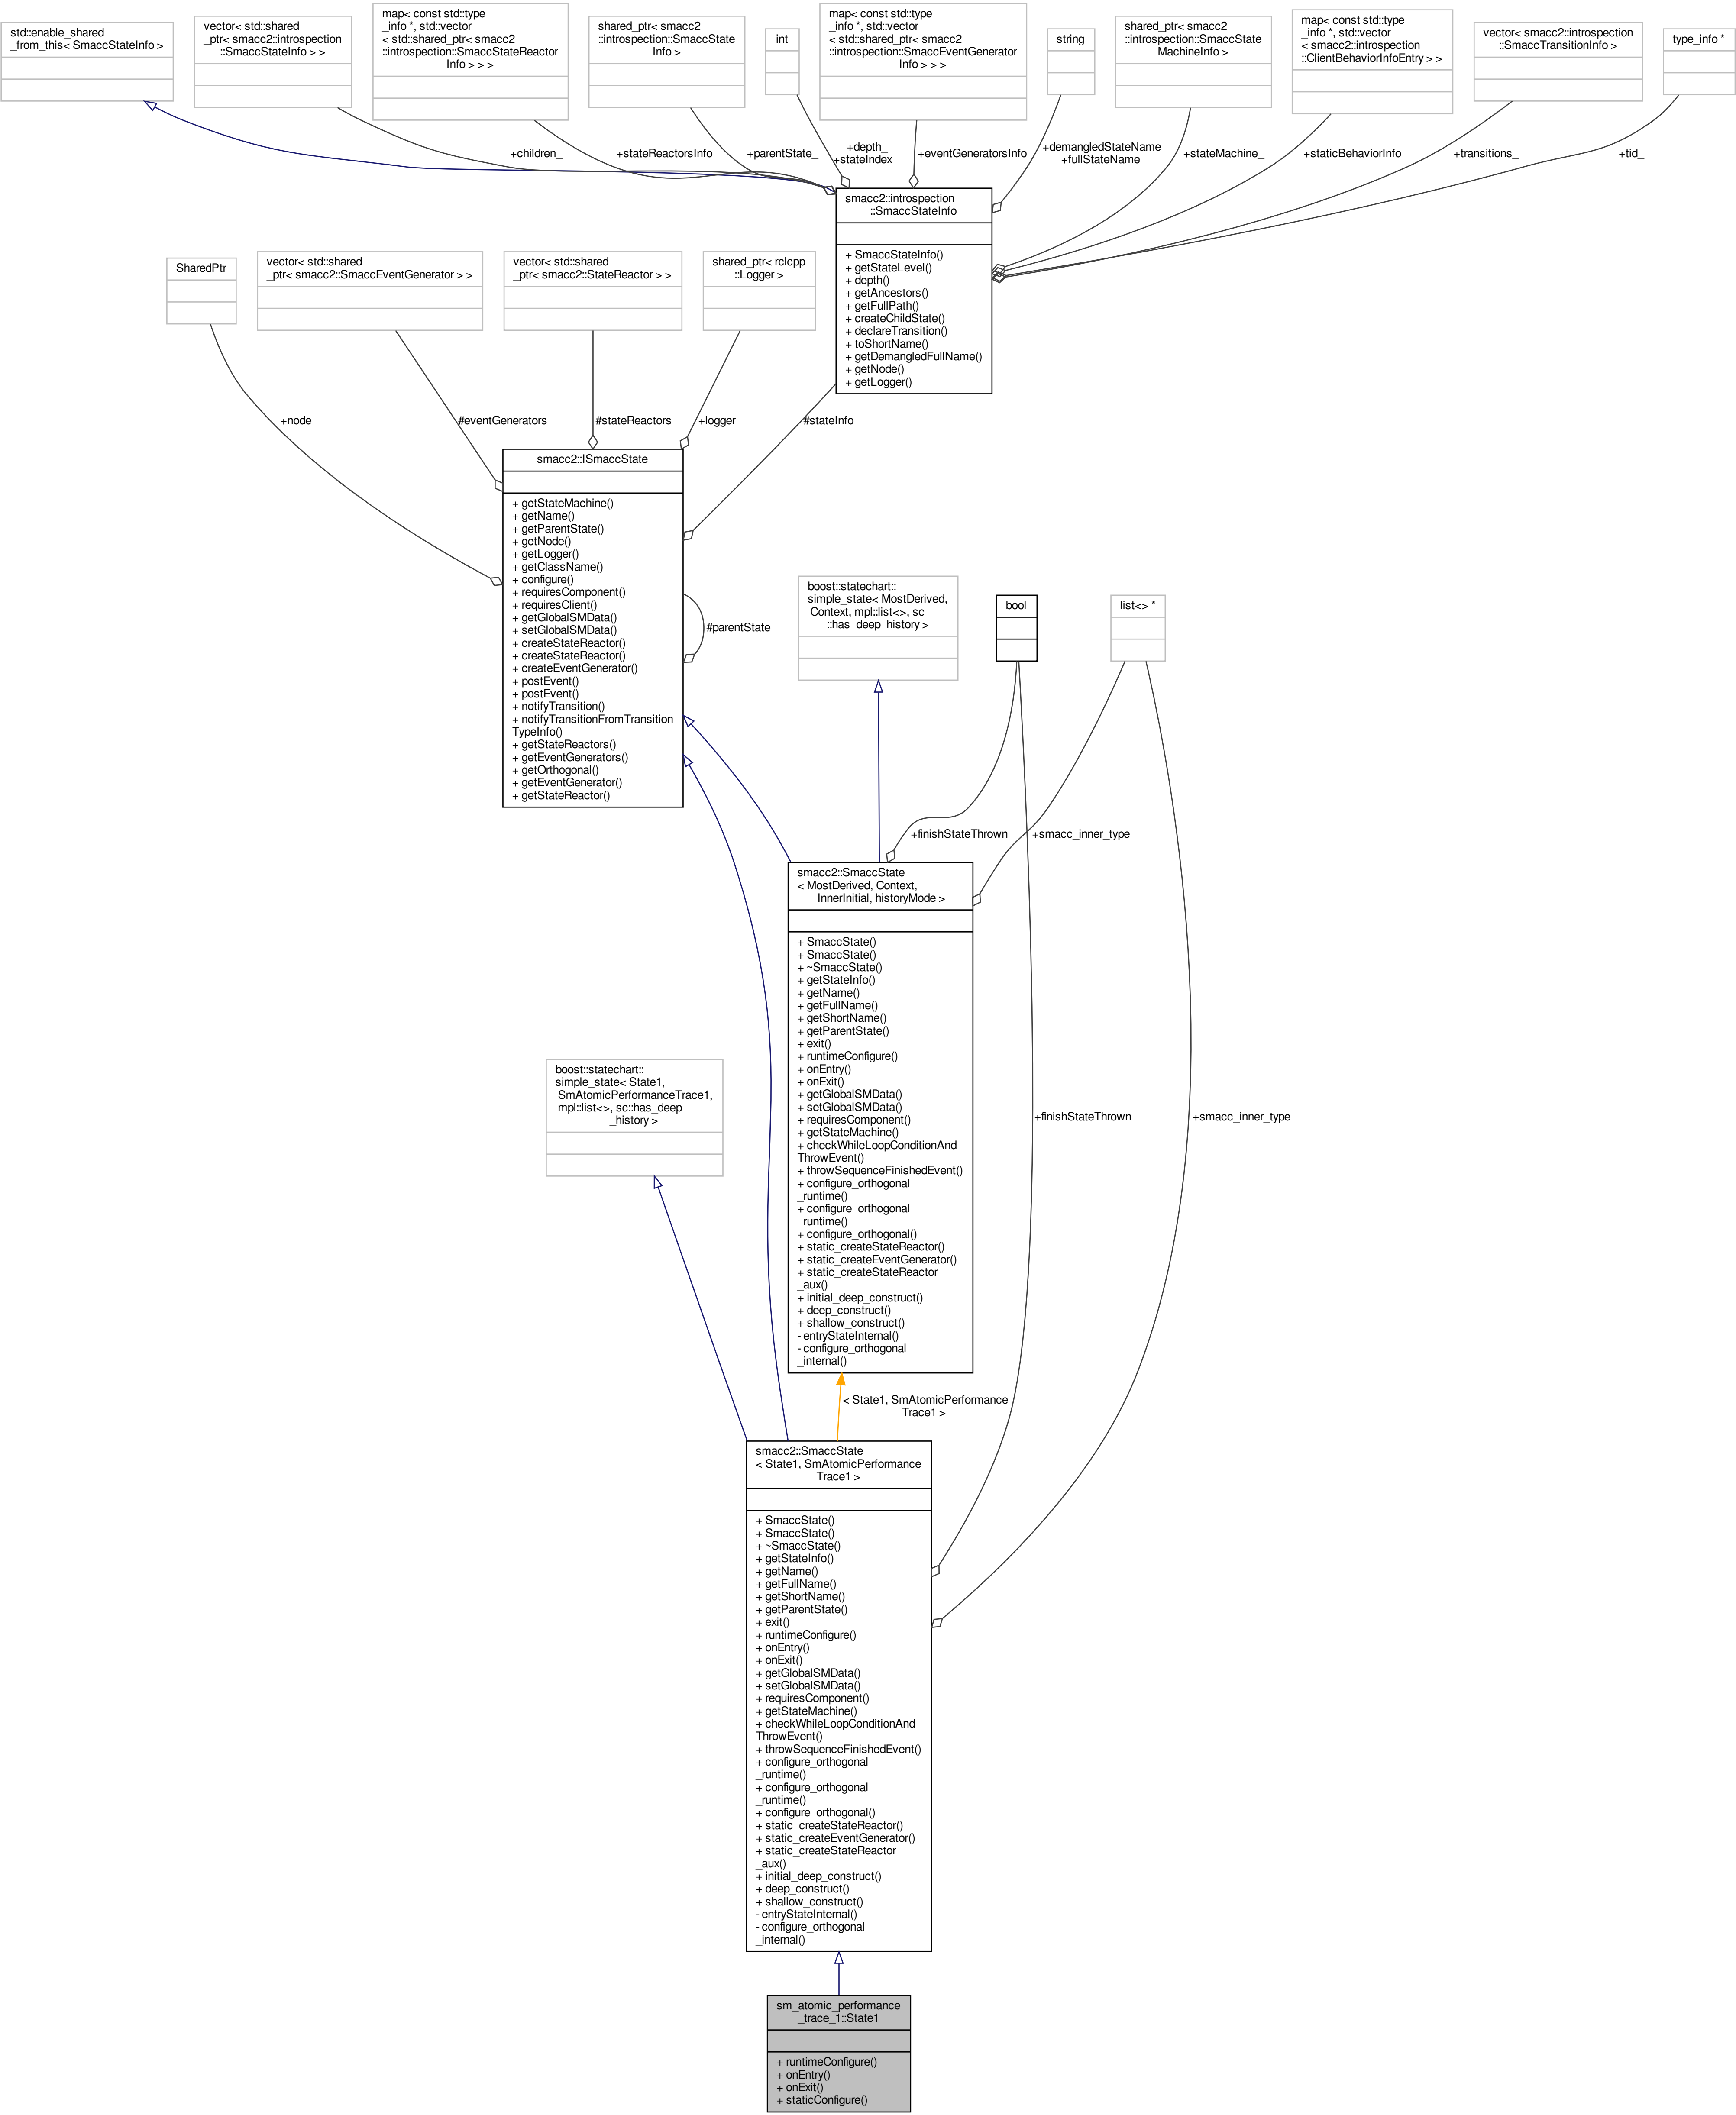 std::enable_shared
_from_this< SmaccStateInfo >
vector< std::shared
_ptr< smacc2::introspection
::SmaccStateInfo > >
map< const std::type
_info *, std::vector
< std::shared_ptr< smacc2
::introspection::SmaccStateReactor
Info > > >
shared_ptr< smacc2
::introspection::SmaccState
Info >
int
map< const std::type
_info *, std::vector
< std::shared_ptr< smacc2
::introspection::SmaccEventGenerator
Info > > >
string
shared_ptr< smacc2
::introspection::SmaccState
MachineInfo >
map< const std::type
_info *, std::vector
< smacc2::introspection
::ClientBehaviorInfoEntry > >
vector< smacc2::introspection
::SmaccTransitionInfo >
type_info *
+children_
+stateReactorsInfo
+parentState_
+depth_
+stateIndex_
+eventGeneratorsInfo
+demangledStateName
+fullStateName
+stateMachine_
+staticBehaviorInfo
+transitions_
+tid_
smacc2::introspection
::SmaccStateInfo
+ SmaccStateInfo()
+ getStateLevel()
+ depth()
+ getAncestors()
+ getFullPath()
+ createChildState()
+ declareTransition()
+ toShortName()
+ getDemangledFullName()
+ getNode()
+ getLogger()
SharedPtr
vector< std::shared
_ptr< smacc2::SmaccEventGenerator > >
vector< std::shared
_ptr< smacc2::StateReactor > >
shared_ptr< rclcpp
::Logger >
+node_
#eventGenerators_
#stateReactors_
+logger_
#stateInfo_
smacc2::ISmaccState
+ getStateMachine()
+ getName()
+ getParentState()
+ getNode()
+ getLogger()
+ getClassName()
+ configure()
+ requiresComponent()
+ requiresClient()
+ getGlobalSMData()
+ setGlobalSMData()
+ createStateReactor()
+ createStateReactor()
+ createEventGenerator()
+ postEvent()
+ postEvent()
+ notifyTransition()
+ notifyTransitionFromTransition
TypeInfo()
+ getStateReactors()
+ getEventGenerators()
+ getOrthogonal()
+ getEventGenerator()
+ getStateReactor()
#parentState_
boost::statechart::
simple_state< MostDerived,
Context, mpl::list<>, sc
::has_deep_history >
bool
list<> *
+finishStateThrown
+smacc_inner_type
smacc2::SmaccState
< MostDerived, Context,
InnerInitial, historyMode >
+ SmaccState()
+ SmaccState()
+ ~SmaccState()
+ getStateInfo()
+ getName()
+ getFullName()
+ getShortName()
+ getParentState()
+ exit()
+ runtimeConfigure()
+ onEntry()
+ onExit()
+ getGlobalSMData()
+ setGlobalSMData()
+ requiresComponent()
+ getStateMachine()
+ checkWhileLoopConditionAnd
ThrowEvent()
+ throwSequenceFinishedEvent()
+ configure_orthogonal
_runtime()
+ configure_orthogonal
_runtime()
+ configure_orthogonal()
+ static_createStateReactor()
+ static_createEventGenerator()
+ static_createStateReactor
_aux()
+ initial_deep_construct()
+ deep_construct()
+ shallow_construct()
- entryStateInternal()
- configure_orthogonal
_internal()
boost::statechart::
simple_state< State1,
SmAtomicPerformanceTrace1,
mpl::list<>, sc::has_deep
_history >
+finishStateThrown
+smacc_inner_type
< State1, SmAtomicPerformance
Trace1 >
smacc2::SmaccState
< State1, SmAtomicPerformance
Trace1 >
+ SmaccState()
+ SmaccState()
+ ~SmaccState()
+ getStateInfo()
+ getName()
+ getFullName()
+ getShortName()
+ getParentState()
+ exit()
+ runtimeConfigure()
+ onEntry()
+ onExit()
+ getGlobalSMData()
+ setGlobalSMData()
+ requiresComponent()
+ getStateMachine()
+ checkWhileLoopConditionAnd
ThrowEvent()
+ throwSequenceFinishedEvent()
+ configure_orthogonal
_runtime()
+ configure_orthogonal
_runtime()
+ configure_orthogonal()
+ static_createStateReactor()
+ static_createEventGenerator()
+ static_createStateReactor
_aux()
+ initial_deep_construct()
+ deep_construct()
+ shallow_construct()
- entryStateInternal()
- configure_orthogonal
_internal()
sm_atomic_performance
_trace_1::State1
+ runtimeConfigure()
+ onEntry()
+ onExit()
+ staticConfigure()